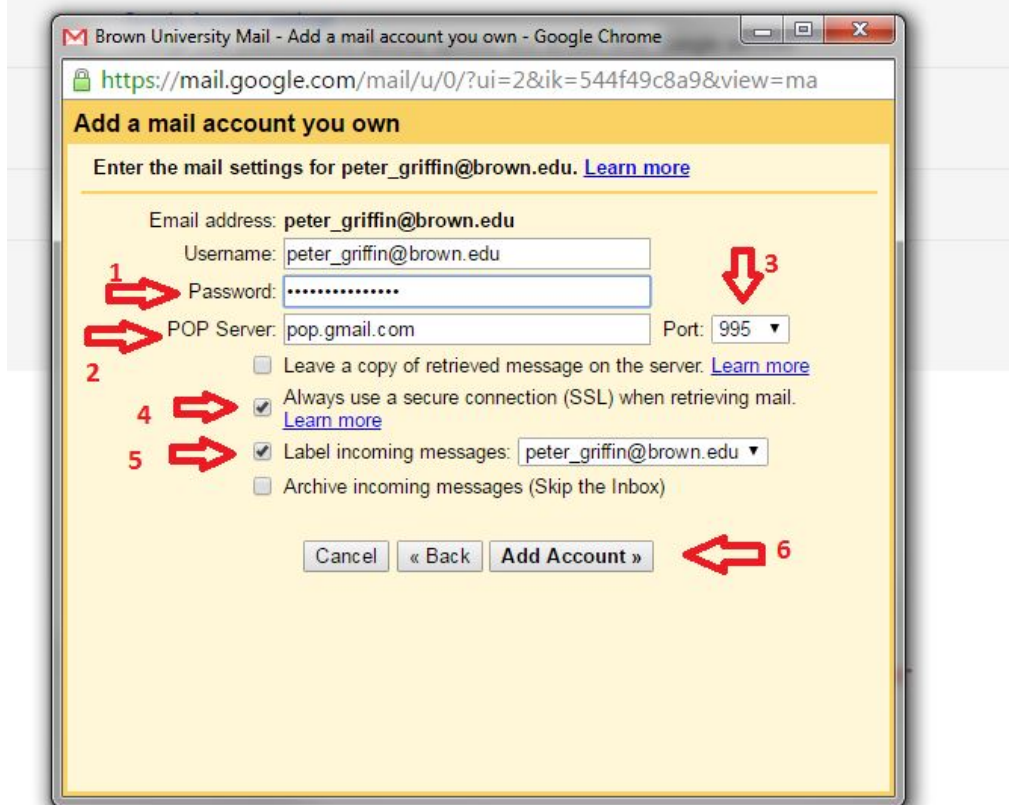 Brown University Mail - Add a mail account you own - Google Chrome
https://mail.google.com/mail/u/0/?ui=2&ik=544f49c8a9&view=ma
Add a mail account you own
Enter the mail settings for peter_griffin@brown.edu. Learn more
Email address: peter_griffin@brown.edu
Username: peter_griffin@brown.edu
1
Password: •••••••••••••••
3
2
POP Server: pop.gmail.com Port: 995
Leave a copy of retrieved message on the server. Learn more
4
Always use a secure connection (SSL) when retrieving mail.
Learn more
5
Label incoming messages: peter_griffin@brown.edu
Archive incoming messages (Skip the Inbox)
Cancel « Back Add Account » 6